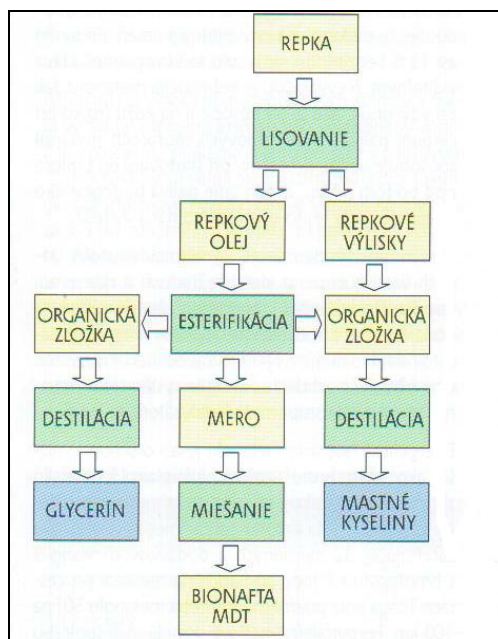 REPKA
LISOVANIE
REPKOVÝ
OLEJ
REPKOVÉ
VÝLISKY
ORGANICKÁ
ZLOŽKA
ESTERIFIKÁCIA
ORGANICKÁ
ZLOŽKA
DESTILÁCIA
MERO
DESTILÁCIA
GLYCERÍN
MIEŠANIE
MASTNÉ
KYSELINY
BIONAFTA
MDT